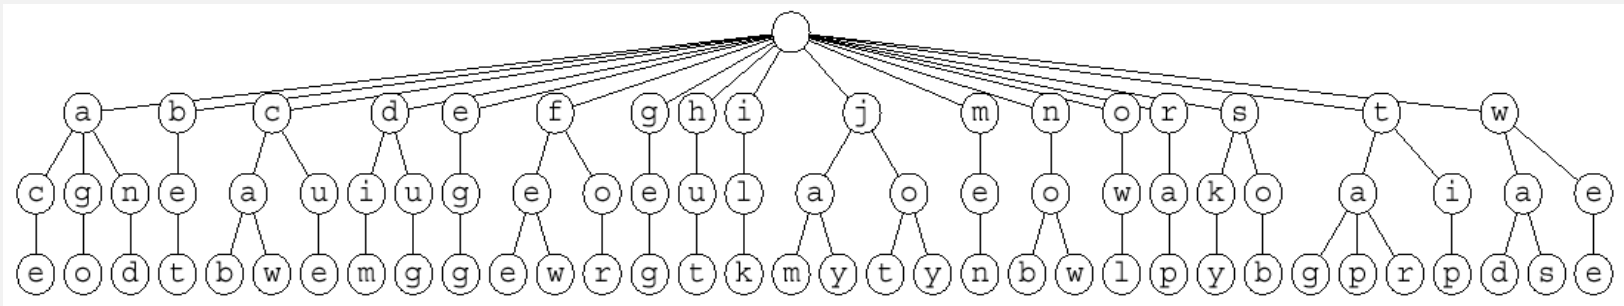 a b c d e f g h i j m n o r s t w
c g n e a u i u g e o e u l a o e o w a k o a i a e
e o d t b w e m g g e w r g t k m y t y n b w l p y b g p r p d s e